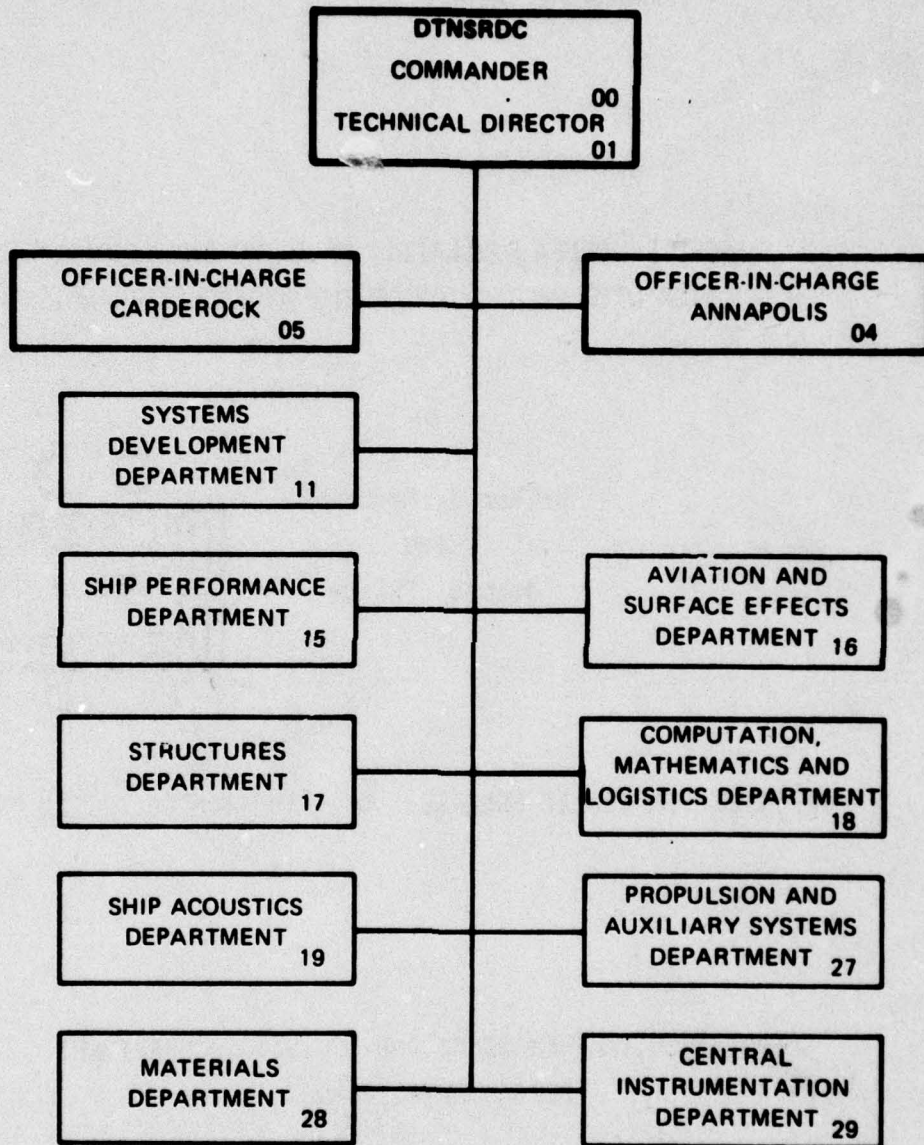 DTNSRDC
COMMANDER
00
TECHNICAL DIRECTOR
01
OFFICER-IN-CHARGE
CARDEROCK
05
OFFICER-IN-CHARGE
ANNAPOLIS
04
SYSTEMS
DEVELOPMENT
DEPARTMENT
11
SHIP PERFORMANCE
DEPARTMENT
15
AVIATION AND
SURFACE EFFECTS
DEPARTMENT
16
STRUCTURES
DEPARTMENT
17
COMPUTATION,
MATHEMATICS AND
LOGISTICS DEPARTMENT
18
SHIP ACOUSTICS
DEPARTMENT
19
PROPULSION AND
AUXILIARY SYSTEMS
DEPARTMENT
27
MATERIALS
DEPARTMENT
28
CENTRAL
INSTRUMENTATION
DEPARTMENT
29